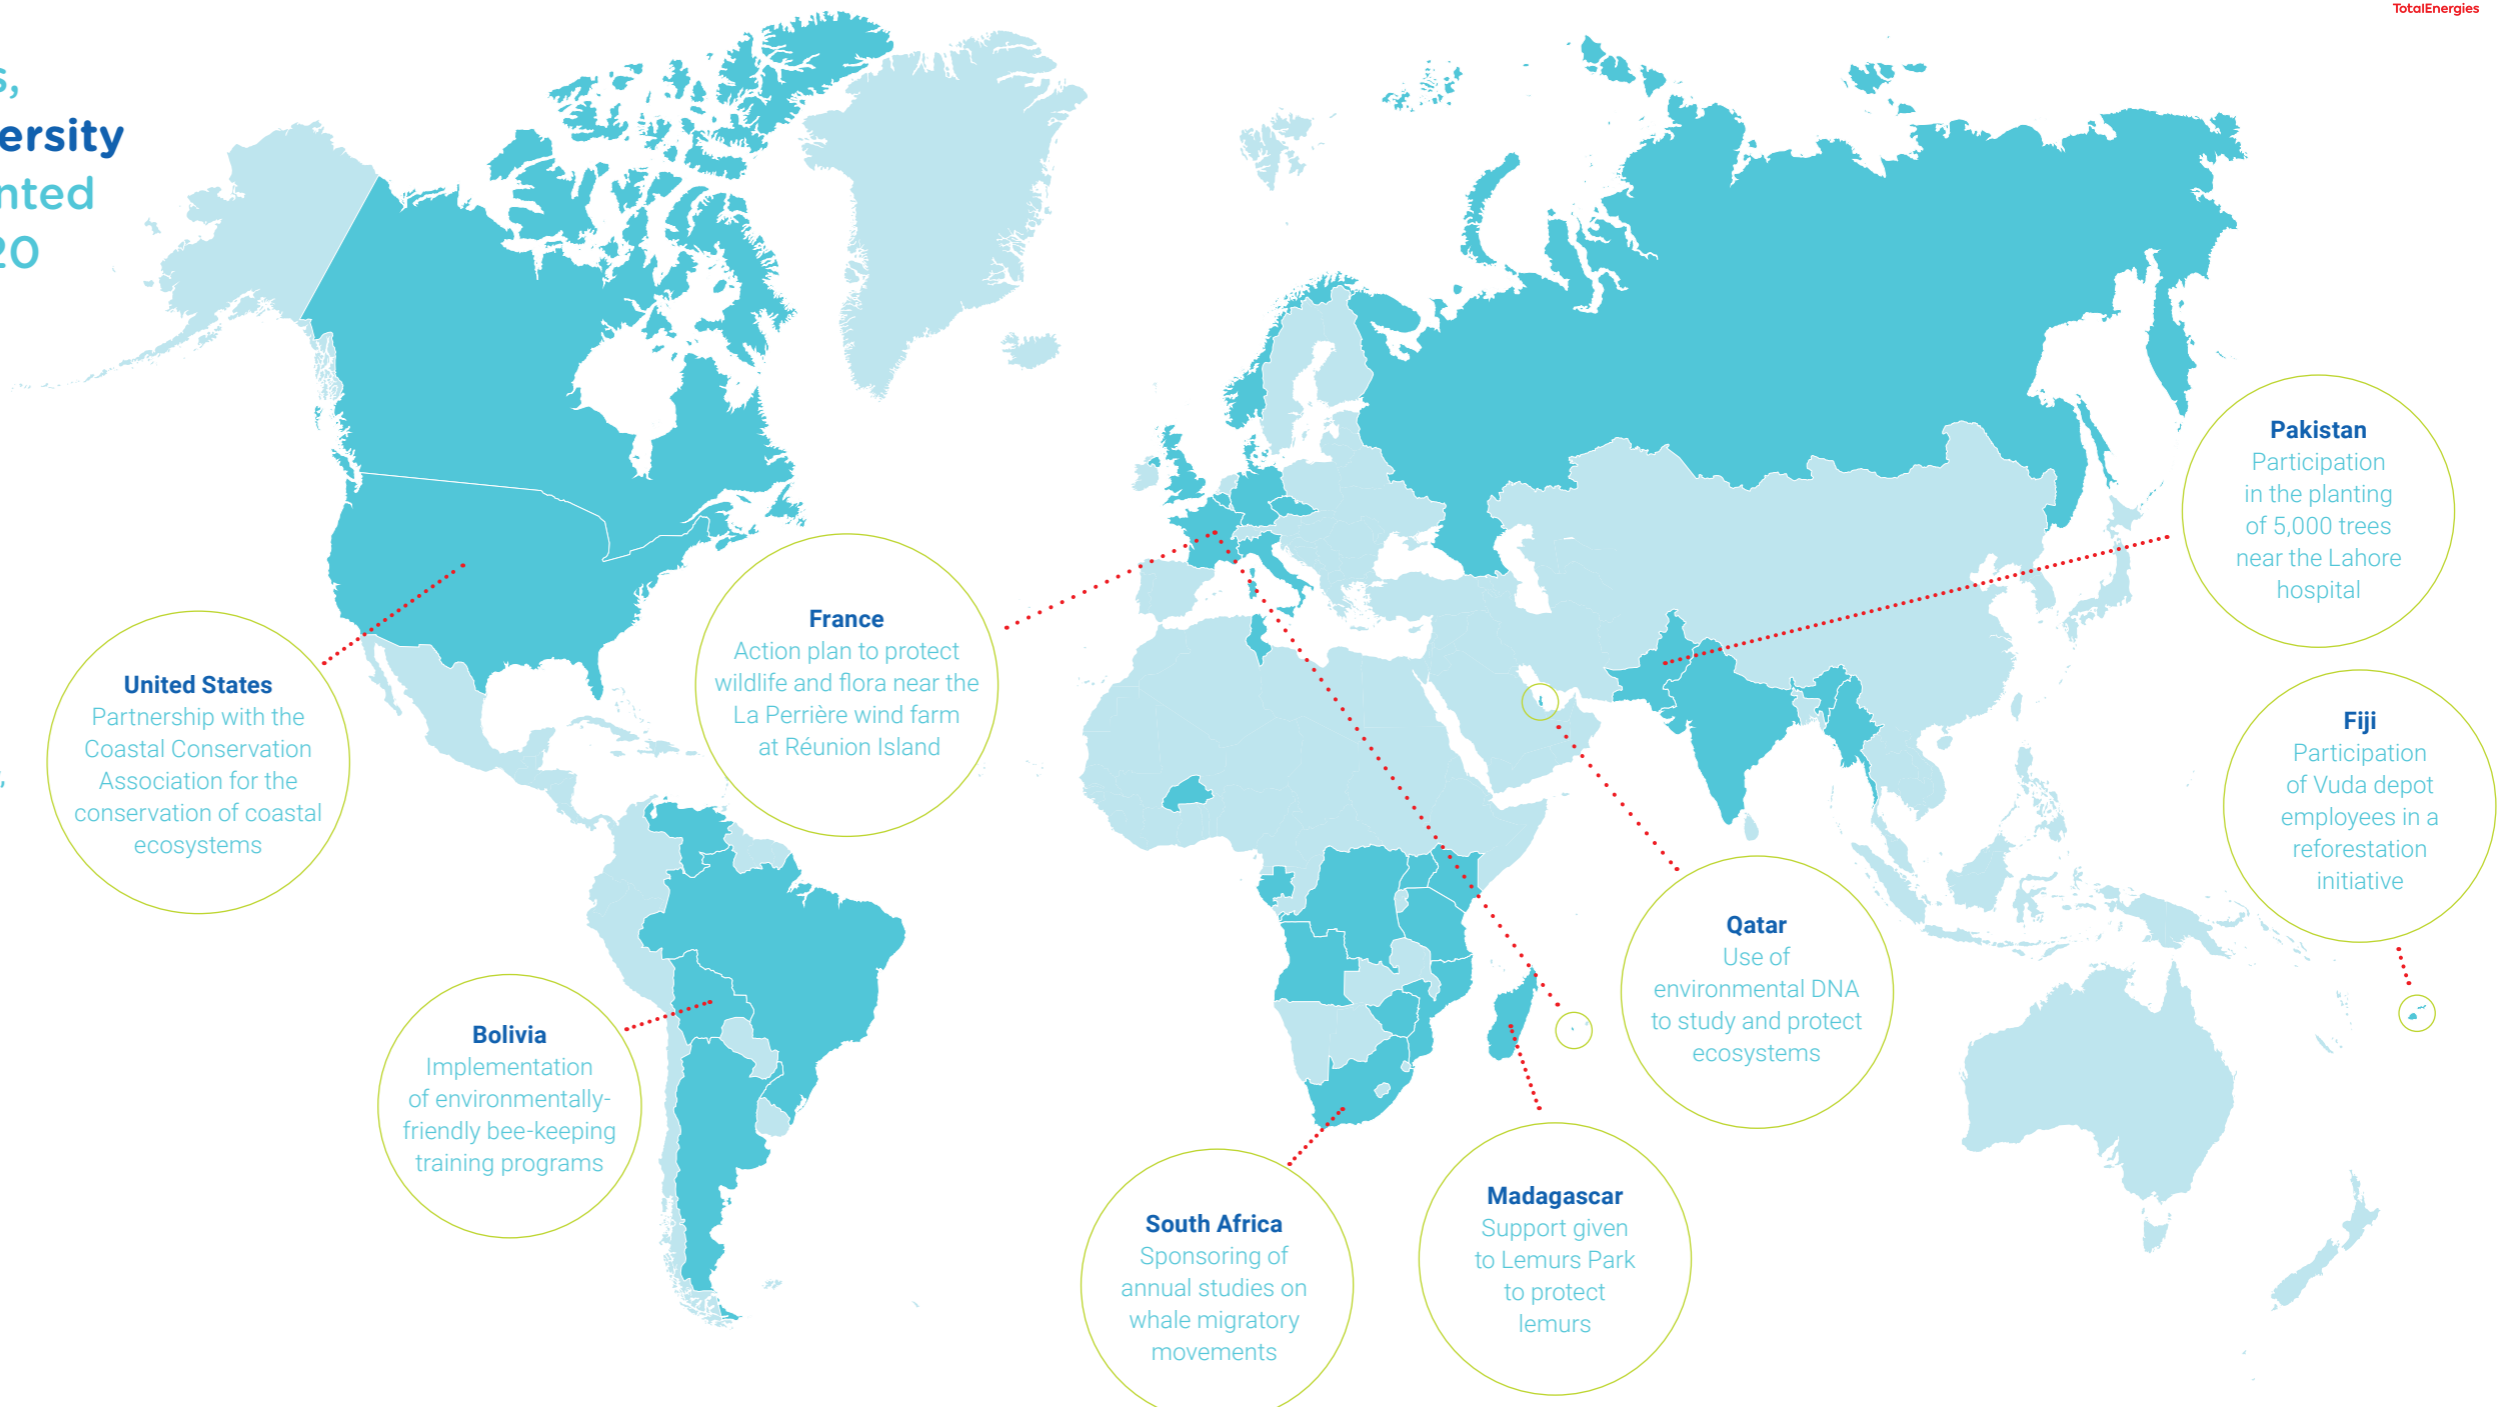 TotalEnergies
s,
ersity
nted
20
United States
Partnership with the
Coastal Conservation
Association for the
conservation of coastal
ecosystems
France
Action plan to protect
wildlife and flora near the
La Perrière wind farm
at Réunion Island
Pakistan
Participation
in the planting
of 5,000 trees
near the Lahore
hospital
Fiji
Participation
of Vuda depot
employees in a
reforestation
initiative
Qatar
Use of
environmental DNA
to study and protect
ecosystems
Bolivia
Implementation
of environmentally-
friendly bee-keeping
training programs
South Africa
Sponsoring of
annual studies on
whale migratory
movements
Madagascar
Support given
to Lemurs Park
to protect
lemurs